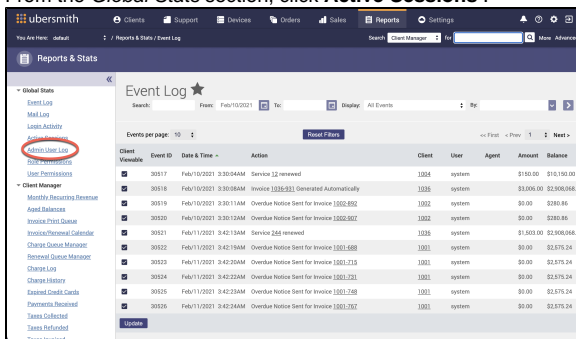 From the Global Stats section, click Active Sessions.
ubersmith Clients Support Devices Orders Sales Reports Settings
You Are Here: default / Reports & Stats / Event Log Search Client Manager for More Advance
Reports & Stats
«
Global Stats
Event Log
Mail Log
Login Activity
Active Sessions
Admin User Log
Role Permissions
User Permissions
Client Manager
Monthly Recurring Revenue
Aged Balances
Invoice Print Queue
Invoice/Renewal Calendar
Charge Queue Manager
Renewal Queue Manager
Charge Log
Charge History
Expired Credit Cards
Payments Received
Taxes Collected
Taxes Refunded
Event Log
Search: From: Feb/10/2021 To: Display: All Events By:
Events per page: 10 Reset Filters << First < Prev 1 Next >
Client Viewable Event ID Date & Time Action Client User Agent Amount Balance
30517 Feb/10/2021 3:30:04AM Service 12 renewed 1004 system $150.00 $10,150.00
30518 Feb/10/2021 3:30:08AM Invoice 1036-931 Generated Automatically 1036 system $3,006.00 $2,908,068.
30519 Feb/10/2021 3:30:11AM Overdue Notice Sent for Invoice 1002-892 1002 system $0.00 $280.86
30520 Feb/10/2021 3:30:12AM Overdue Notice Sent for Invoice 1002-907 1002 system $0.00 $280.86
30521 Feb/11/2021 3:42:13AM Service 244 renewed 1036 system $1,503.00 $2,908,068.
30522 Feb/11/2021 3:42:19AM Overdue Notice Sent for Invoice 1001-688 1001 system $0.00 $2,575.24
30523 Feb/11/2021 3:42:20AM Overdue Notice Sent for Invoice 1001-715 1001 system $0.00 $2,575.24
30524 Feb/11/2021 3:42:22AM Overdue Notice Sent for Invoice 1001-731 1001 system $0.00 $2,575.24
30525 Feb/11/2021 3:42:23AM Overdue Notice Sent for Invoice 1001-748 1001 system $0.00 $2,575.24
30526 Feb/11/2021 3:42:24AM Overdue Notice Sent for Invoice 1001-767 1001 system $0.00 $2,575.24
Update